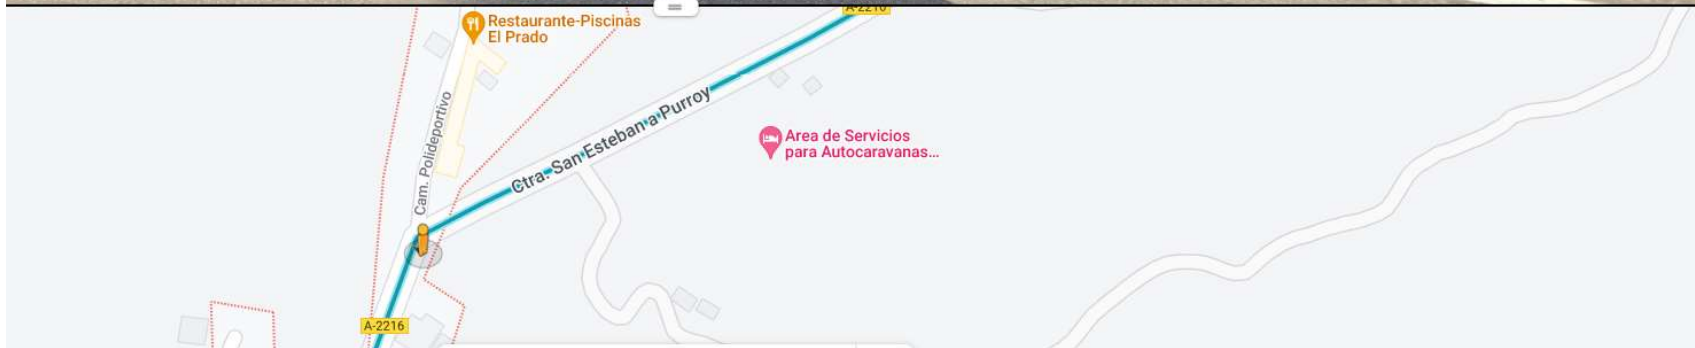 A-2216
Restaurante-Piscinas
El Prado
Cam. Polideportivo
Ctra. San Esteban a Purroy
Area de Servicios
para Autocaravanas...
A-2216